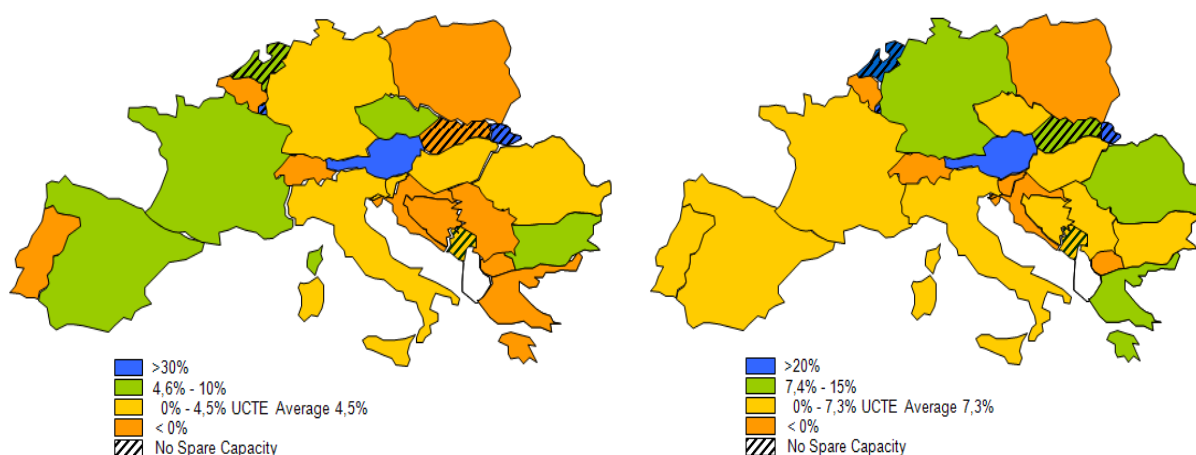 >30%
4,6% - 10%
0% - 4,5% UCTE Average 4,5%
< 0%
No Spare Capacity
>20%
7,4% - 15%
0% - 7,3% UCTE Average 7,3%
< 0%
No Spare Capacity